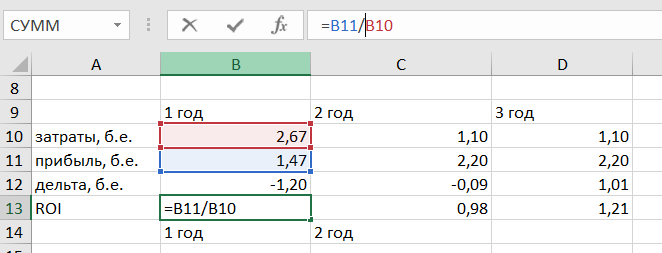 СУММ =B11/B10
A B C D
8
9 1 год 2 год 3 год
10 затраты, б.е. 2,67 1,10 1,10
11 прибыль, б.е. 1,47 2,20 2,20
12 дельта, б.е. -1,20 -0,09 1,01
13 ROI =B11/B10 0,98 1,21
14 1 год 2 год